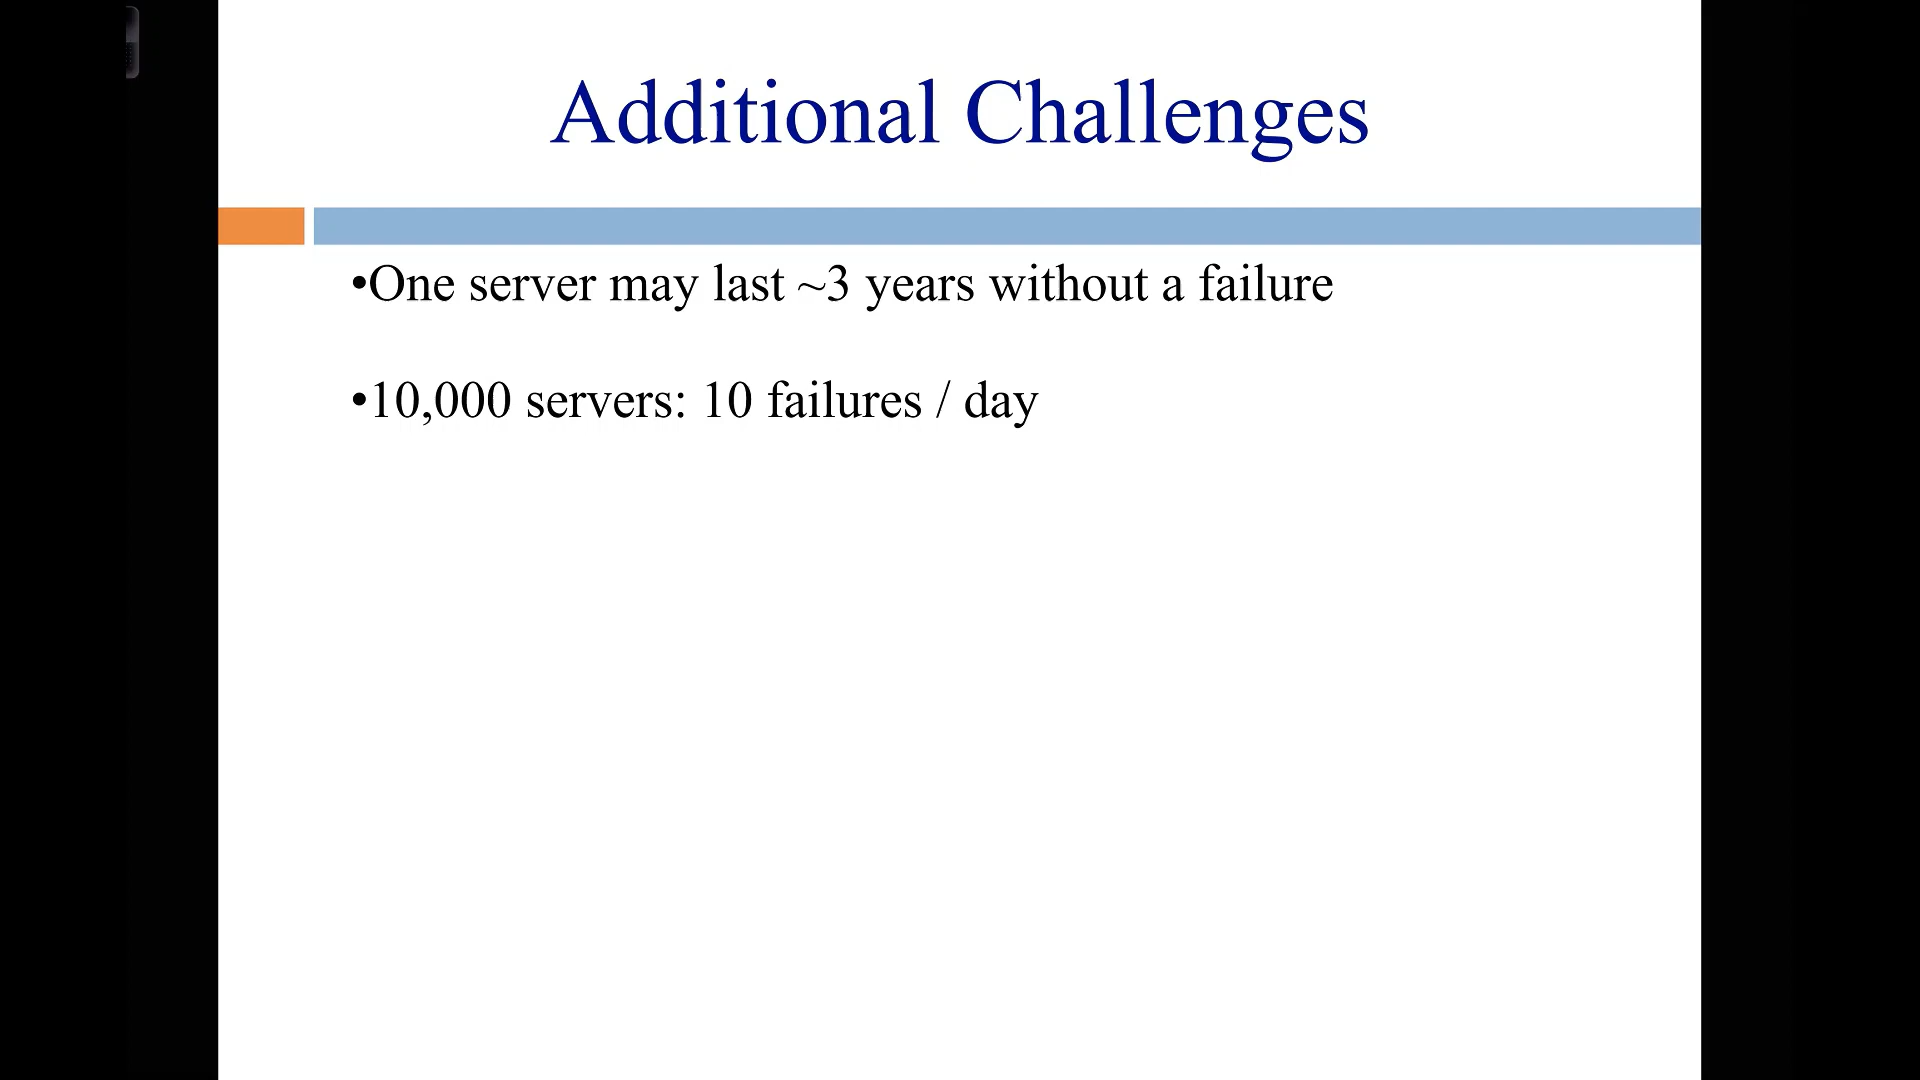 Additional Challenges
•One server may last ~3 years without a failure
•10,000 servers: 10 failures / day